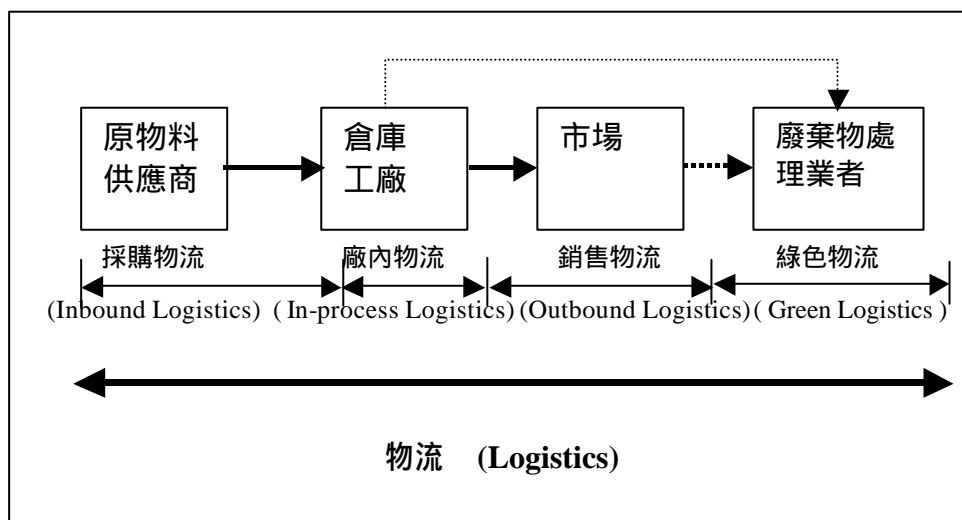 原物料
供應商
倉庫
工廠
市場
廢棄物處
理業者
採購物流
廠內物流
銷售物流
綠色物流
(Inbound Logistics)
( In-process Logistics)
(Outbound Logistics)
( Green Logistics )
物流 (Logistics)